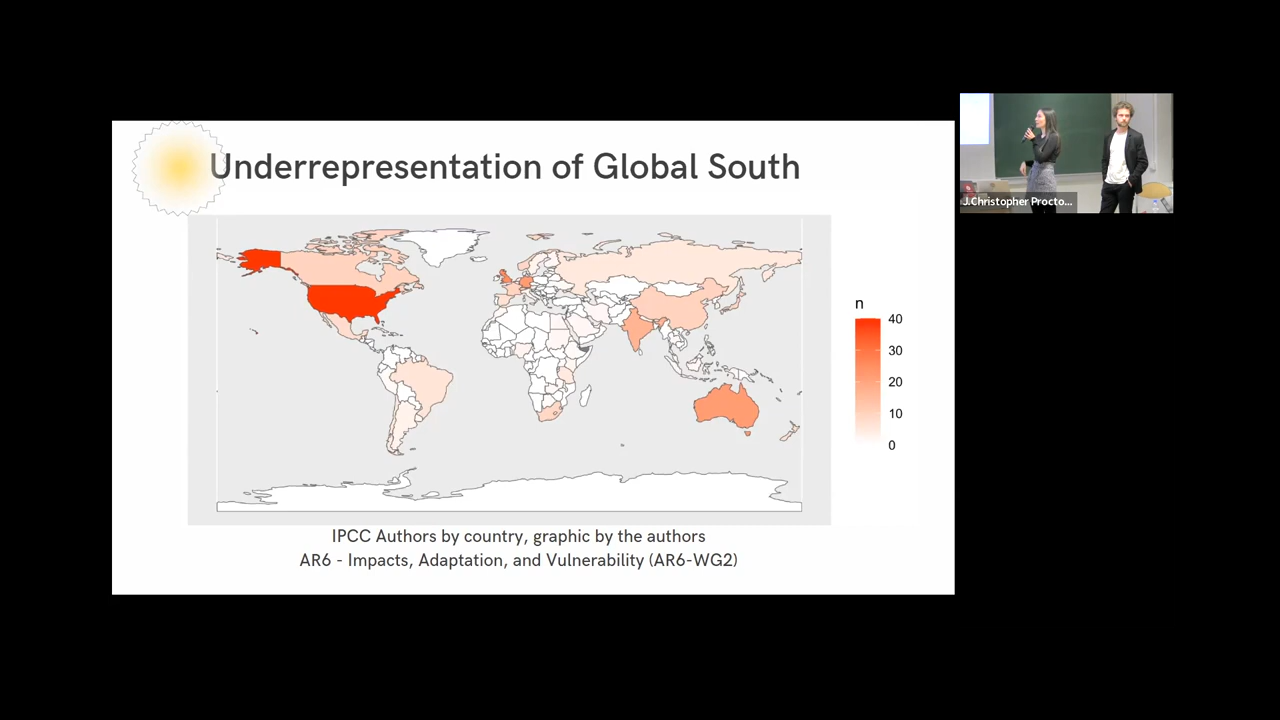 Underrepresentation of Global South
n
40
30
20
10
0
IPCC Authors by country, graphic by the authors
AR6 - Impacts, Adaptation, and Vulnerability (AR6-WG2)
J.Christopher Procto...